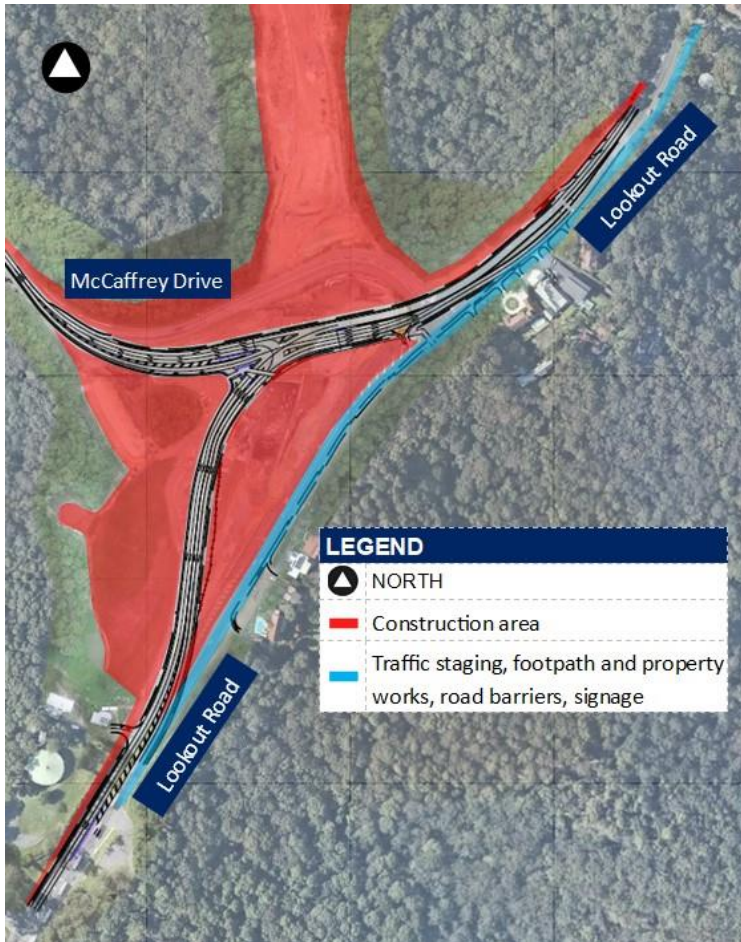 Lookout Road
McCaffrey Drive
LEGEND
NORTH
Construction area
Traffic staging, footpath and property
works, road barriers, signage
Lookout Road